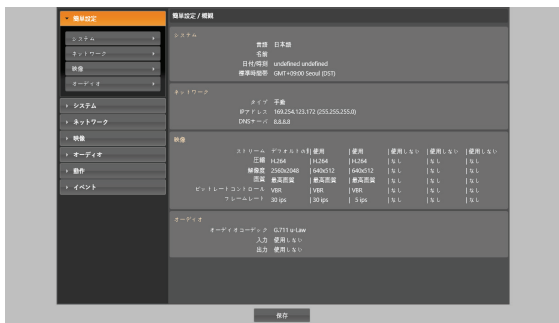 簡単設定
システム
ネットワーク
映像
オーディオ
システム
ネットワーク
映像
オーディオ
動作
イベント
簡単設定 / 概観
システム
言語 日本語
名前
日付/時刻 undefined undefined
標準時間帯 GMT+09:00 Seoul (DST)
ネットワーク
タイプ 手動
IPアドレス 169.254.123.172 (255.255.255.0)
DNSサーバ 8.8.8.8
映像
ストリーム デフォルトの | 使用 | 使用 | 使用しない | 使用しない | 使用しない
圧縮 H.264 | H.264 | H.264 | なし | なし | なし
解像度 2560x2048 | 640x512 | 640x512 | なし | なし | なし
画質 最高画質 | 最高画質 | 最高画質 | なし | なし | なし
ビットレートコントロール VBR | VBR | VBR | なし | なし | なし
フレームレート 30 ips | 30 ips | 5 ips | なし | なし | なし
オーディオ
オーディオコーデック G.711 u-Law
入力 使用しない
出力 使用しない
保存